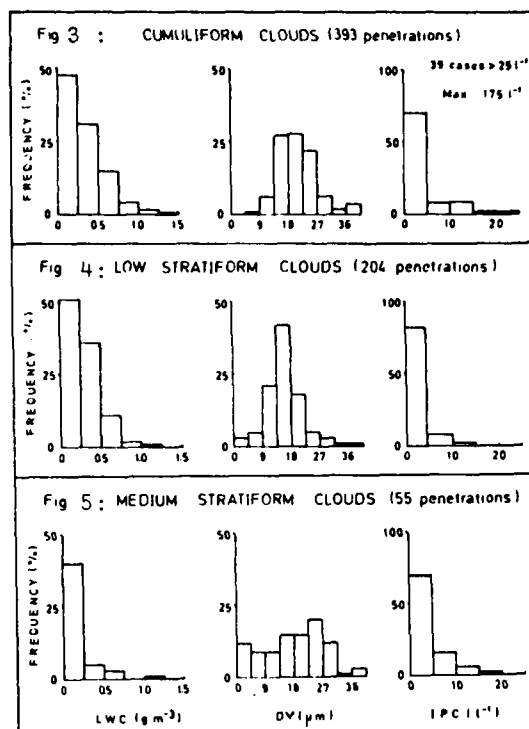 Fig 3 : CUMULIFORM CLOUDS (393 penetrations)
FREQUENCY (%)
50
25
0
0 0.5 1.0 1.5
50
25
0
0 9 18 27 36
100
50
0
0 10 20
39 cases > 25 l⁻¹
Max 175 l⁻¹
Fig 4 : LOW STRATIFORM CLOUDS (204 penetrations)
FREQUENCY (%)
50
25
0
0 0.5 1.0 1.5
50
25
0
0 9 18 27 36
100
50
0
0 10 20
Fig 5 : MEDIUM STRATIFORM CLOUDS (55 penetrations)
FREQUENCY (%)
50
25
0
0 0.5 1.0 1.5
LWC (g m⁻³)
50
25
0
0 9 18 27 36
DV (µm)
100
50
0
0 10 20
IPC (l⁻¹)